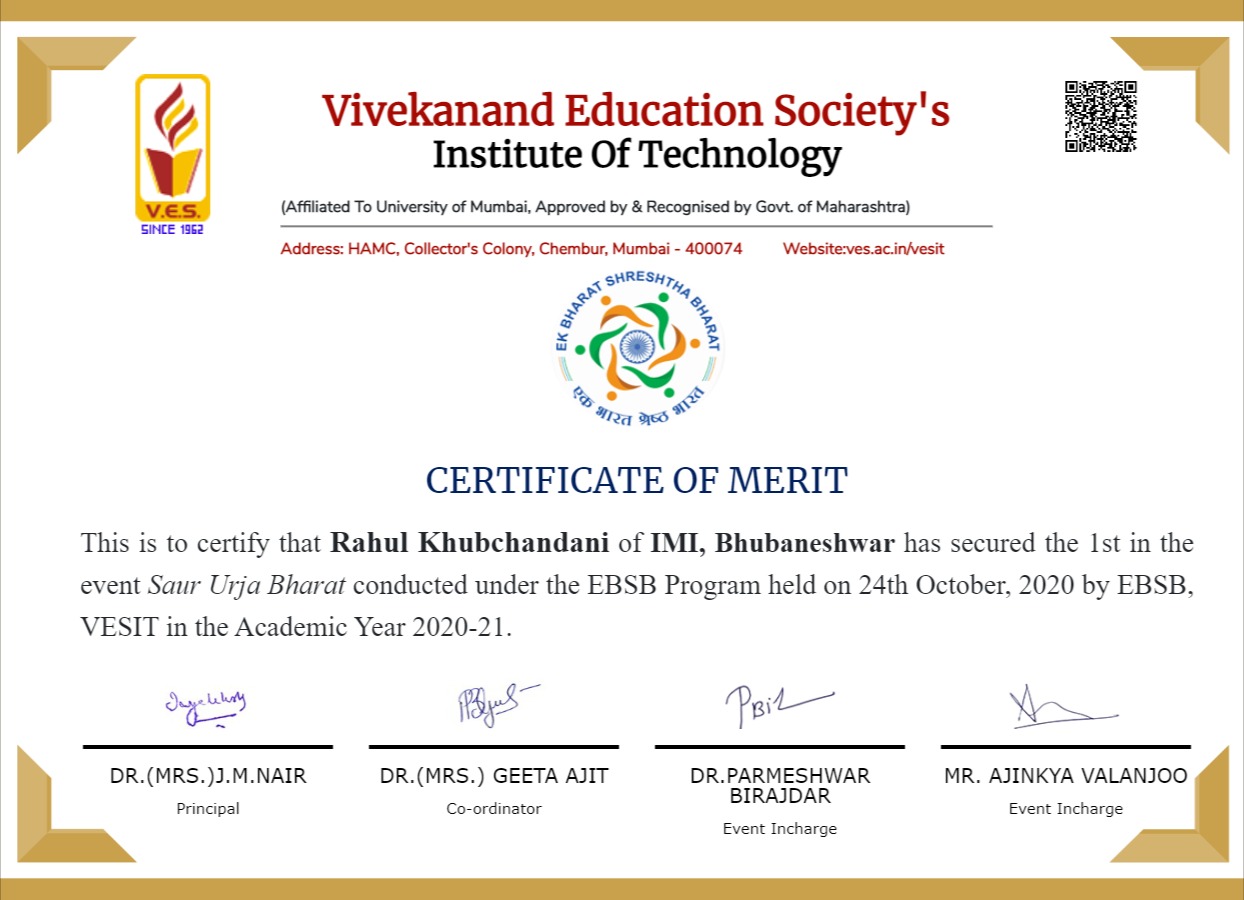 V.E.S.
SINCE 1962
Vivekanand Education Society's
Institute Of Technology
(Affiliated To University of Mumbai, Approved by & Recognised by Govt. of Maharashtra)
Address: HAMC, Collector's Colony, Chembur, Mumbai - 400074 Website:ves.ac.in/vesit
EK BHARAT SHRESHTHA BHARAT
एक भारत श्रेष्ठ भारत
CERTIFICATE OF MERIT
This is to certify that Rahul Khubchandani of IMI, Bhubaneshwar has secured the 1st in the
event Saur Urja Bharat conducted under the EBSB Program held on 24th October, 2020 by EBSB,
VESIT in the Academic Year 2020-21.
DR.(MRS.)J.M.NAIR
Principal
DR.(MRS.) GEETA AJIT
Co-ordinator
DR.PARMESHWAR
BIRAJDAR
Event Incharge
MR. AJINKYA VALANJOO
Event Incharge